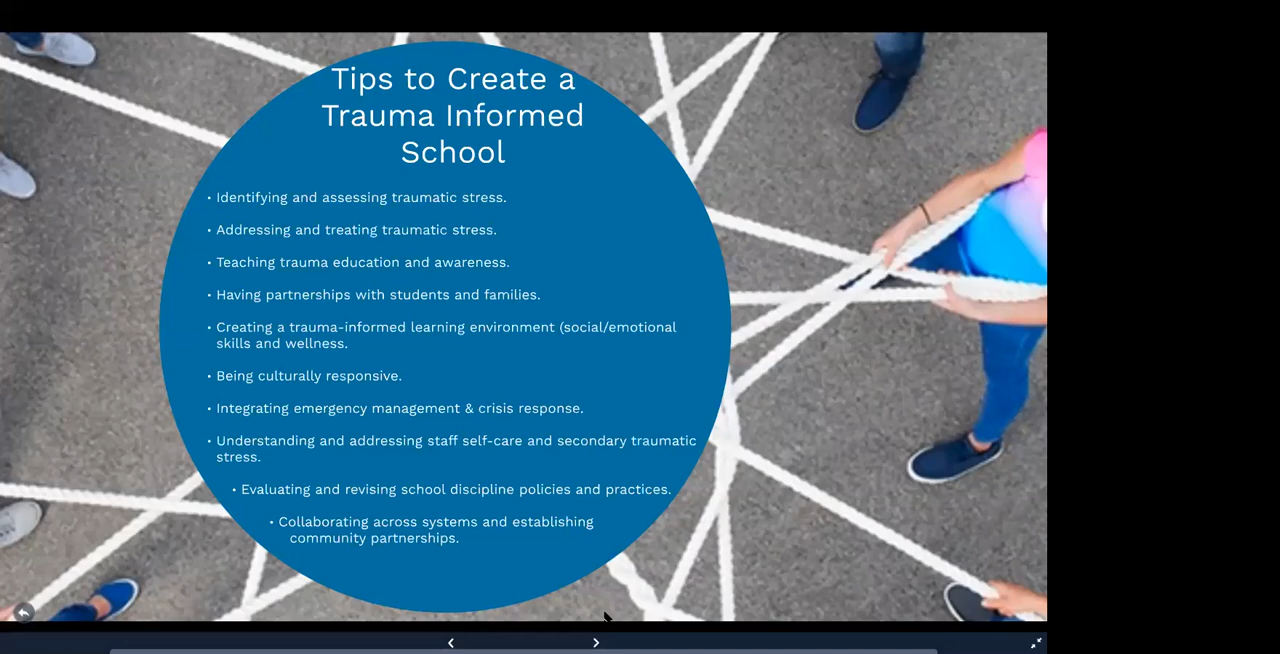 Tips to Create a
Trauma Informed
School
• Identifying and assessing traumatic stress.
• Addressing and treating traumatic stress.
• Teaching trauma education and awareness.
• Having partnerships with students and families.
• Creating a trauma-informed learning environment (social/emotional
skills and wellness.
• Being culturally responsive.
• Integrating emergency management & crisis response.
• Understanding and addressing staff self-care and secondary traumatic
stress.
• Evaluating and revising school discipline policies and practices.
• Collaborating across systems and establishing
community partnerships.